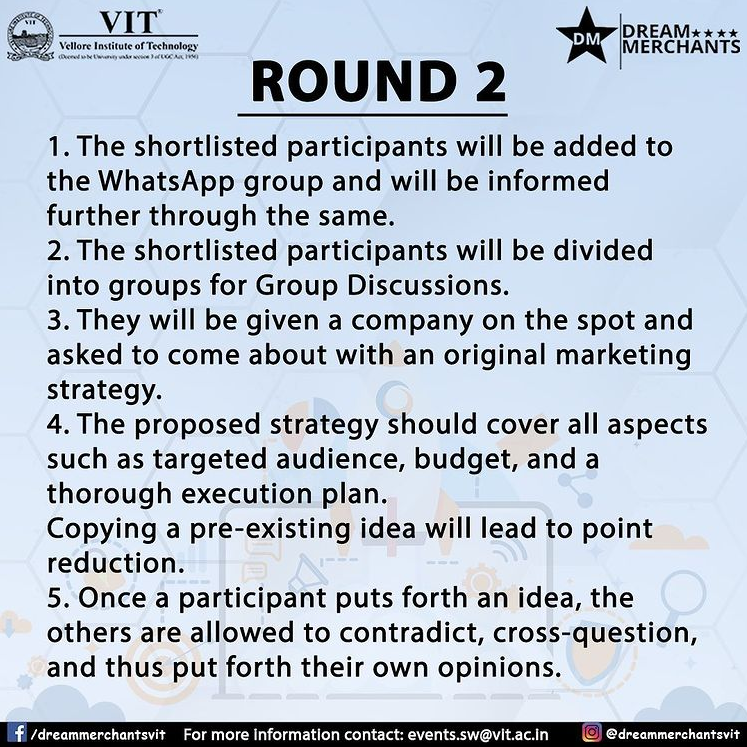 VIT®
Vellore Institute of Technology
(Deemed to be University under section 3 of UGC Act, 1956)
DM
DREAM
MERCHANTS
ROUND 2
1. The shortlisted participants will be added to
the WhatsApp group and will be informed
further through the same.
2. The shortlisted participants will be divided
into groups for Group Discussions.
3. They will be given a company on the spot and
asked to come about with an original marketing
strategy.
4. The proposed strategy should cover all aspects
such as targeted audience, budget, and a
thorough execution plan.
Copying a pre-existing idea will lead to point
reduction.
5. Once a participant puts forth an idea, the
others are allowed to contradict, cross-question,
and thus put forth their own opinions.
/dreammerchantsvit For more information contact: events.sw@vit.ac.in @dreammerchantsvit